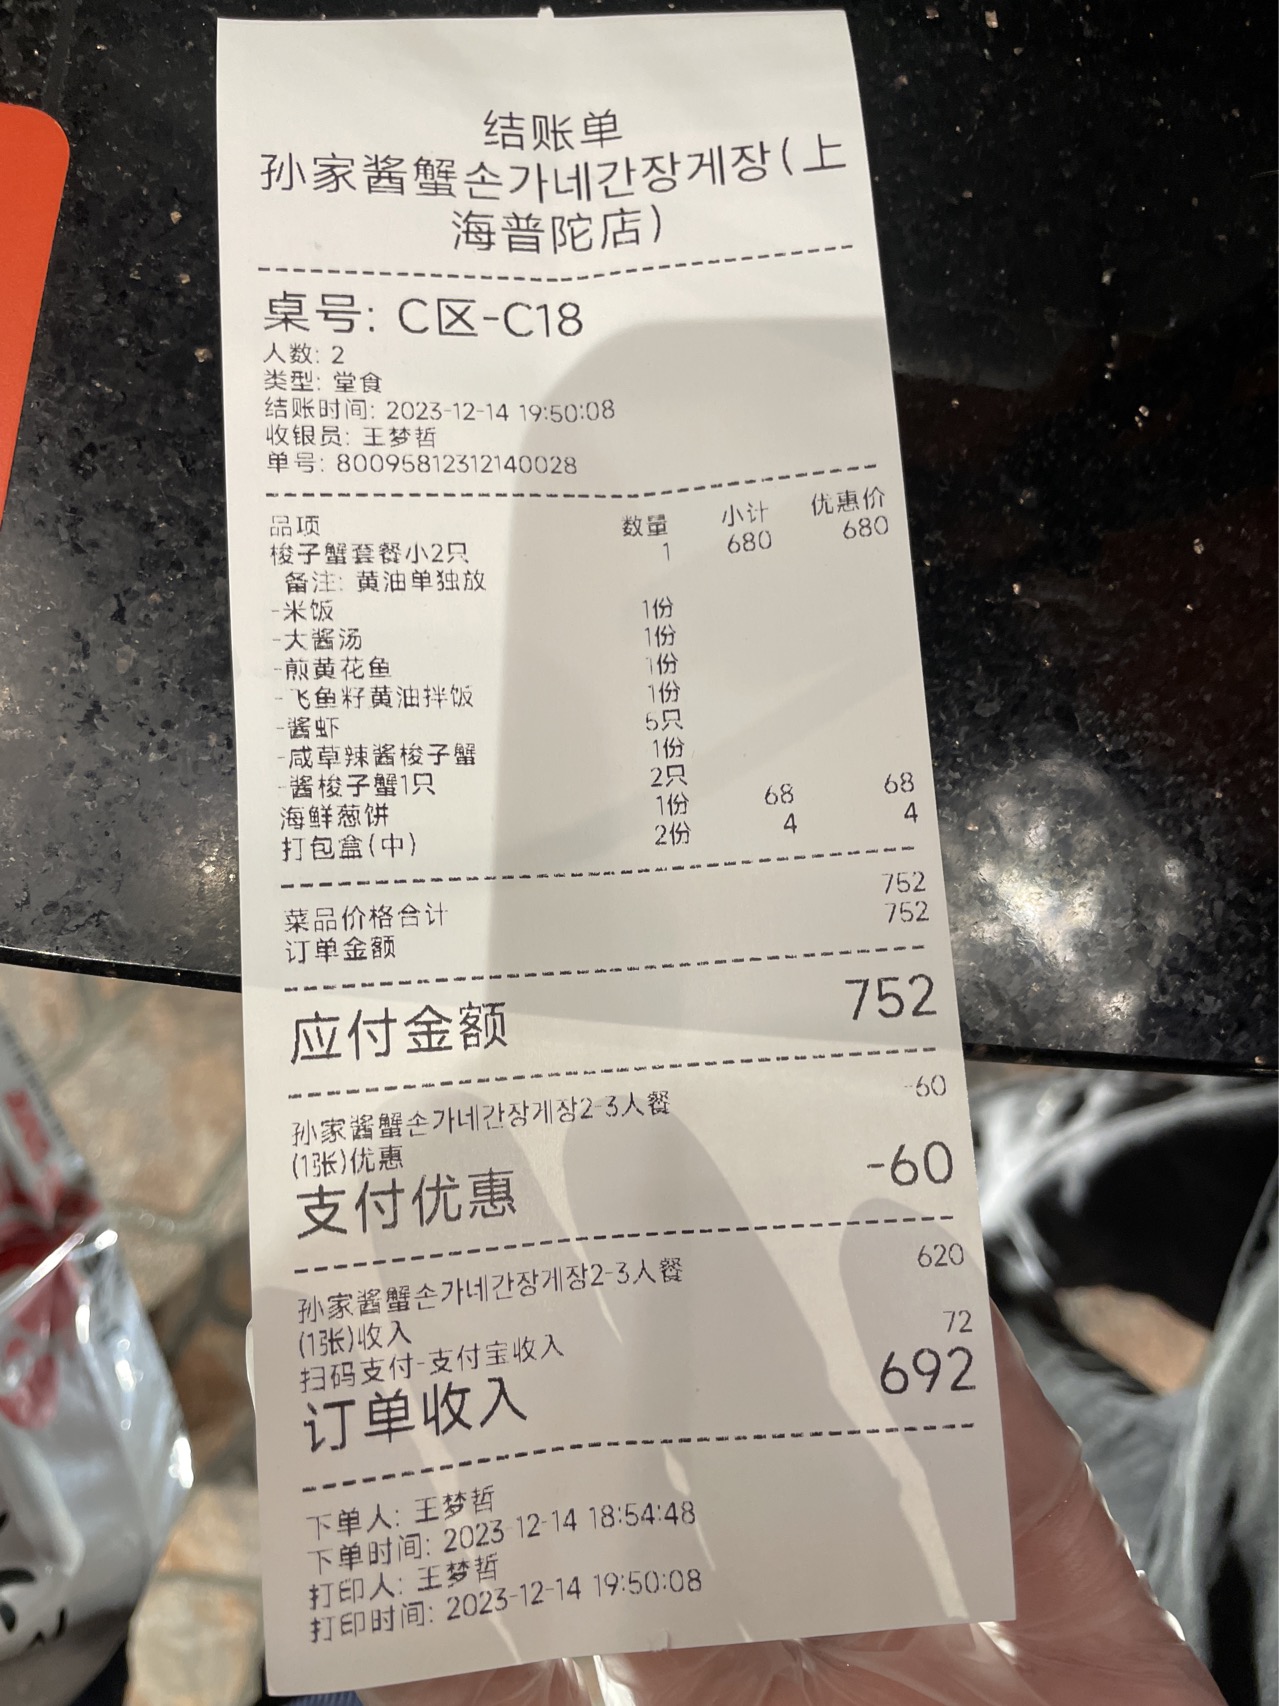 结账单
孙家酱蟹손가네간장게장(上
海普陀店)
桌号: C区-C18
人数: 2
类型: 堂食
结账时间: 2023-12-14 19:50:08
收银员: 王梦哲
单号: 80095812312140028
品项 数量 小计 优惠价
梭子蟹套餐小2只 1 680 680
备注: 黄油单独放
-米饭 1份
-大酱汤 1份
-煎黄花鱼 1份
-飞鱼籽黄油拌饭 1份
-酱虾 5只
-咸草辣酱梭子蟹 1份
-酱梭子蟹1只 2只
海鲜葱饼 1份 68 68
打包盒(中) 2份 4 4
菜品价格合计 752
订单金额 752
应付金额 752
孙家酱蟹손가네간장게장2-3人餐 -60
(1张)优惠
支付优惠 -60
孙家酱蟹손가네간장게장2-3人餐 620
(1张)收入
扫码支付-支付宝收入 72
订单收入 692
下单人: 王梦哲
下单时间: 2023-12-14 18:54:48
打印人: 王梦哲
打印时间: 2023-12-14 19:50:08